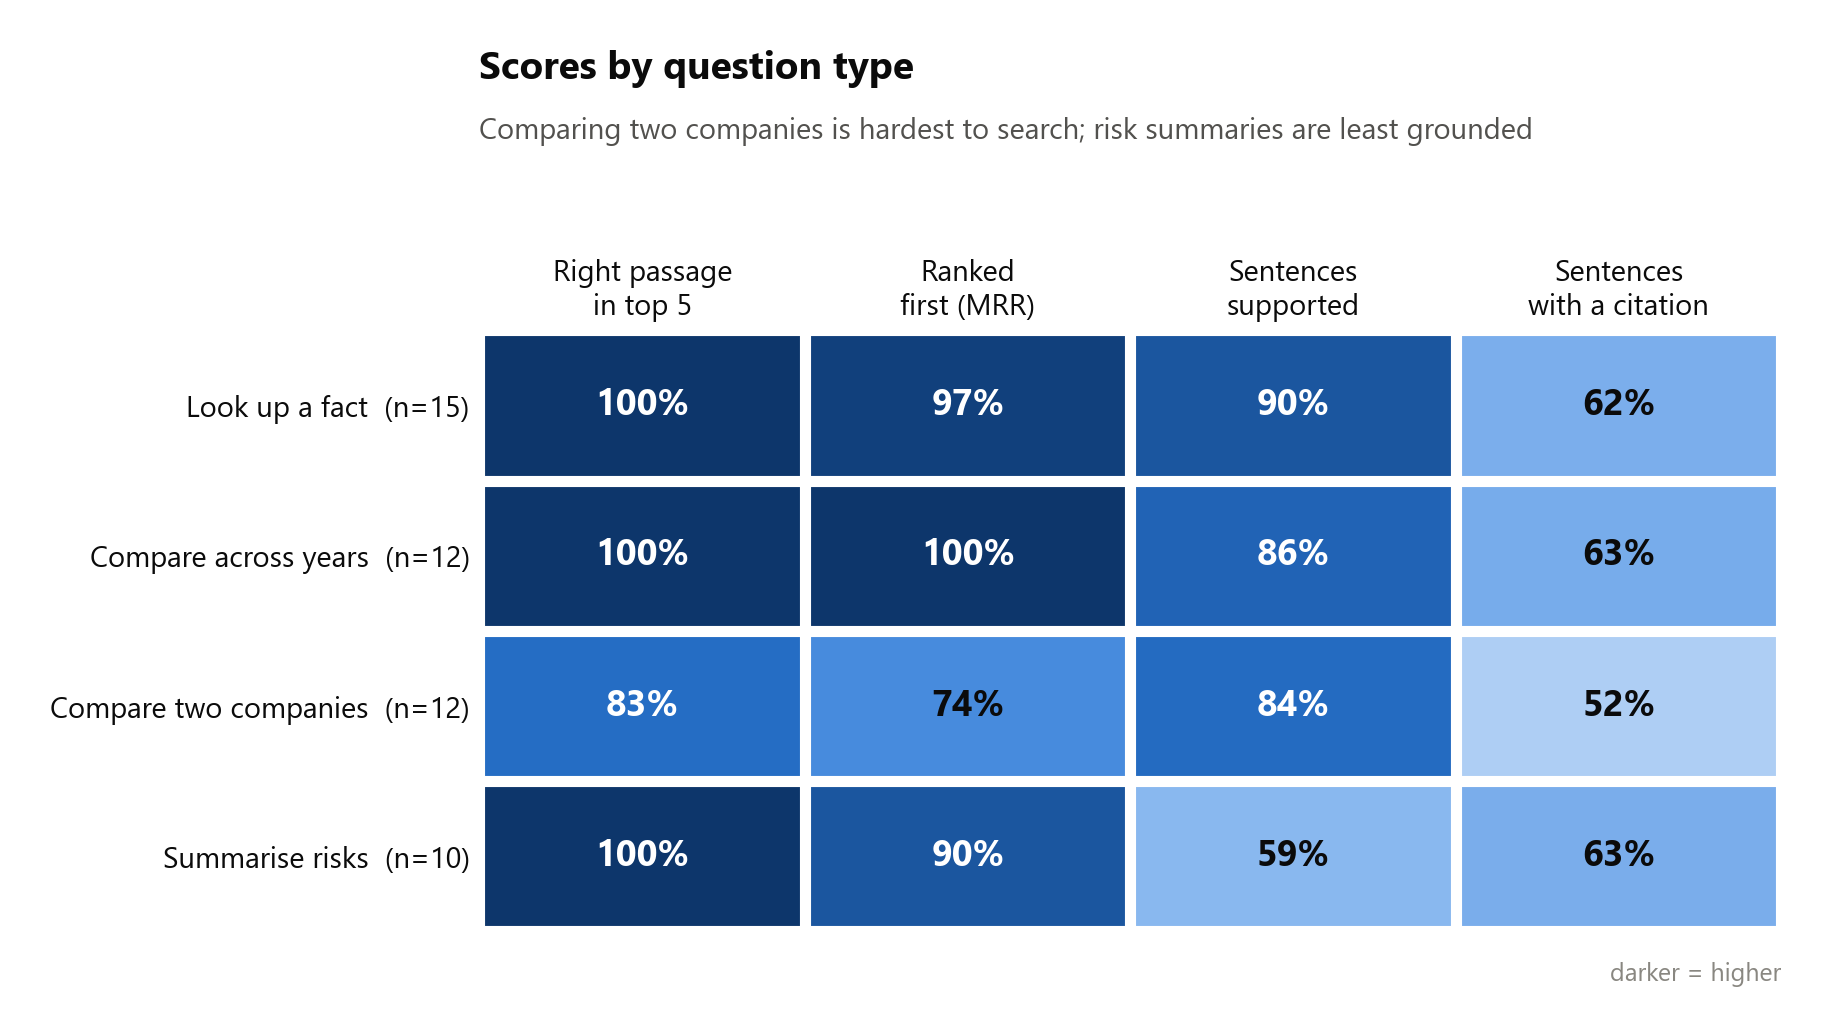 Scores by question type
Comparing two companies is hardest to search; risk summaries are least grounded
Right passage
in top 5
Ranked
first (MRR)
Sentences
supported
Sentences
with a citation
Look up a fact (n=15) 100% 97% 90% 62%
Compare across years (n=12) 100% 100% 86% 63%
Compare two companies (n=12) 83% 74% 84% 52%
Summarise risks (n=10) 100% 90% 59% 63%
darker = higher